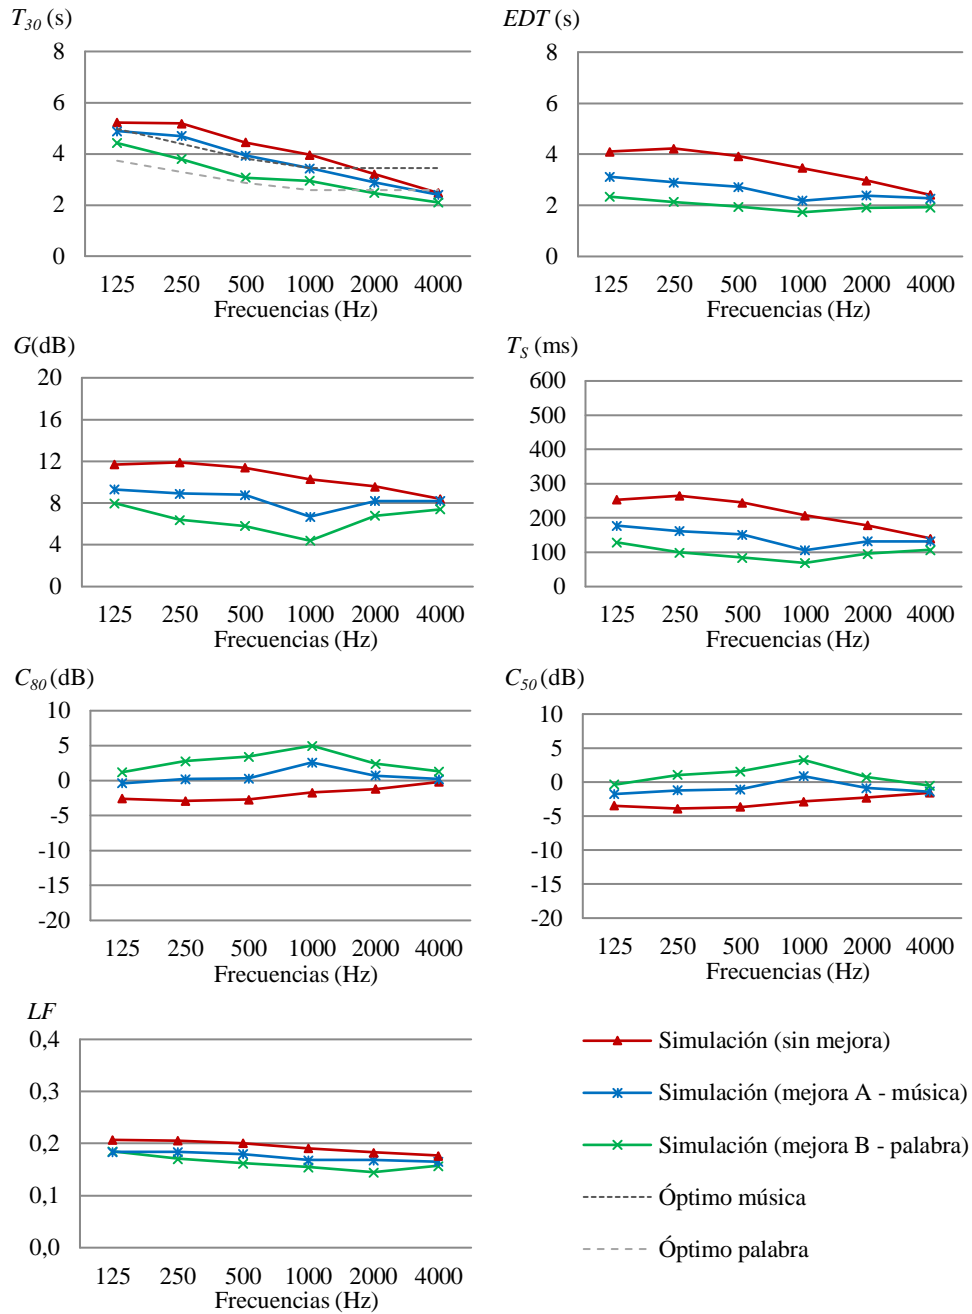 T30 (s)
8
6
4
2
0
125 250 500 1000 2000 4000
Frecuencias (Hz)
EDT (s)
8
6
4
2
0
125 250 500 1000 2000 4000
Frecuencias (Hz)
G(dB)
20
16
12
8
4
0
125 250 500 1000 2000 4000
Frecuencias (Hz)
TS (ms)
600
500
400
300
200
100
0
125 250 500 1000 2000 4000
Frecuencias (Hz)
C80 (dB)
10
5
0
-5
-10
-15
-20
125 250 500 1000 2000 4000
Frecuencias (Hz)
C50 (dB)
10
5
0
-5
-10
-15
-20
125 250 500 1000 2000 4000
Frecuencias (Hz)
LF
0,4
0,3
0,2
0,1
0,0
125 250 500 1000 2000 4000
Frecuencias (Hz)
Simulación (sin mejora)
Simulación (mejora A - música)
Simulación (mejora B - palabra)
Óptimo música
Óptimo palabra